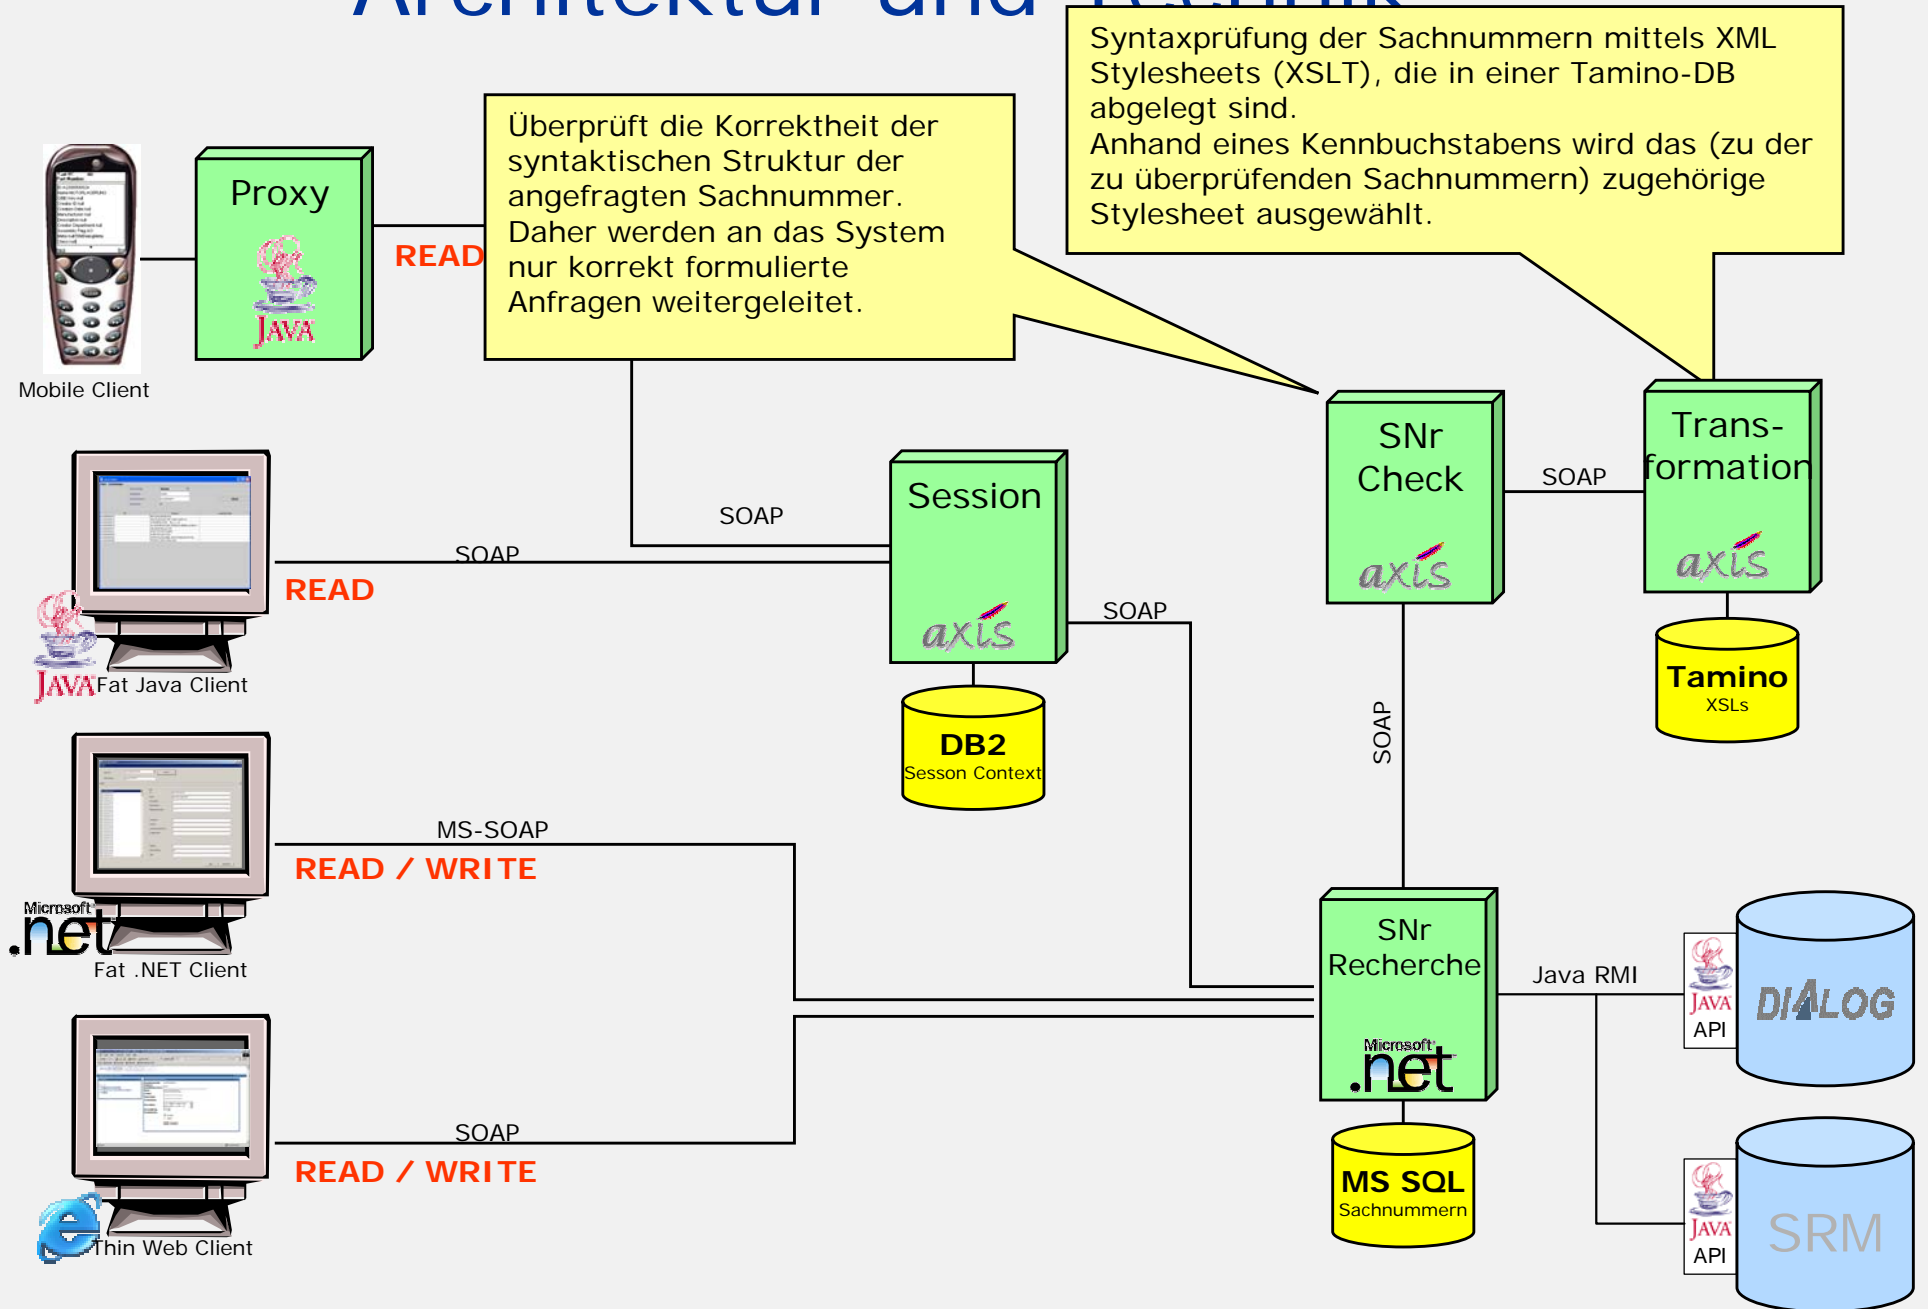 Architektur und Technik
Syntaxprüfung der Sachnummern mittels XML
Stylesheets (XSLT), die in einer Tamino-DB
abgelegt sind.
Anhand eines Kennbuchstabens wird das (zu der
zu überprüfenden Sachnummern) zugehörige
Stylesheet ausgewählt.
Überprüft die Korrektheit der
syntaktischen Struktur der
angefragten Sachnummer.
Daher werden an das System
nur korrekt formulierte
Anfragen weitergeleitet.
Proxy
JAVA
READ
Mobile Client
SNr
Check
axis
SOAP
Trans-
formation
axis
Tamino
XSLs
Session
axis
SOAP
SOAP
READ
SOAP
JAVA
Fat Java Client
DB2
Sesson Context
SOAP
MS-SOAP
READ / WRITE
Microsoft
.net
Fat .NET Client
SNr
Recherche
Microsoft
.net
Java RMI
JAVA
API
DIALOG
SOAP
READ / WRITE
Thin Web Client
MS SQL
Sachnummern
JAVA
API
SRM